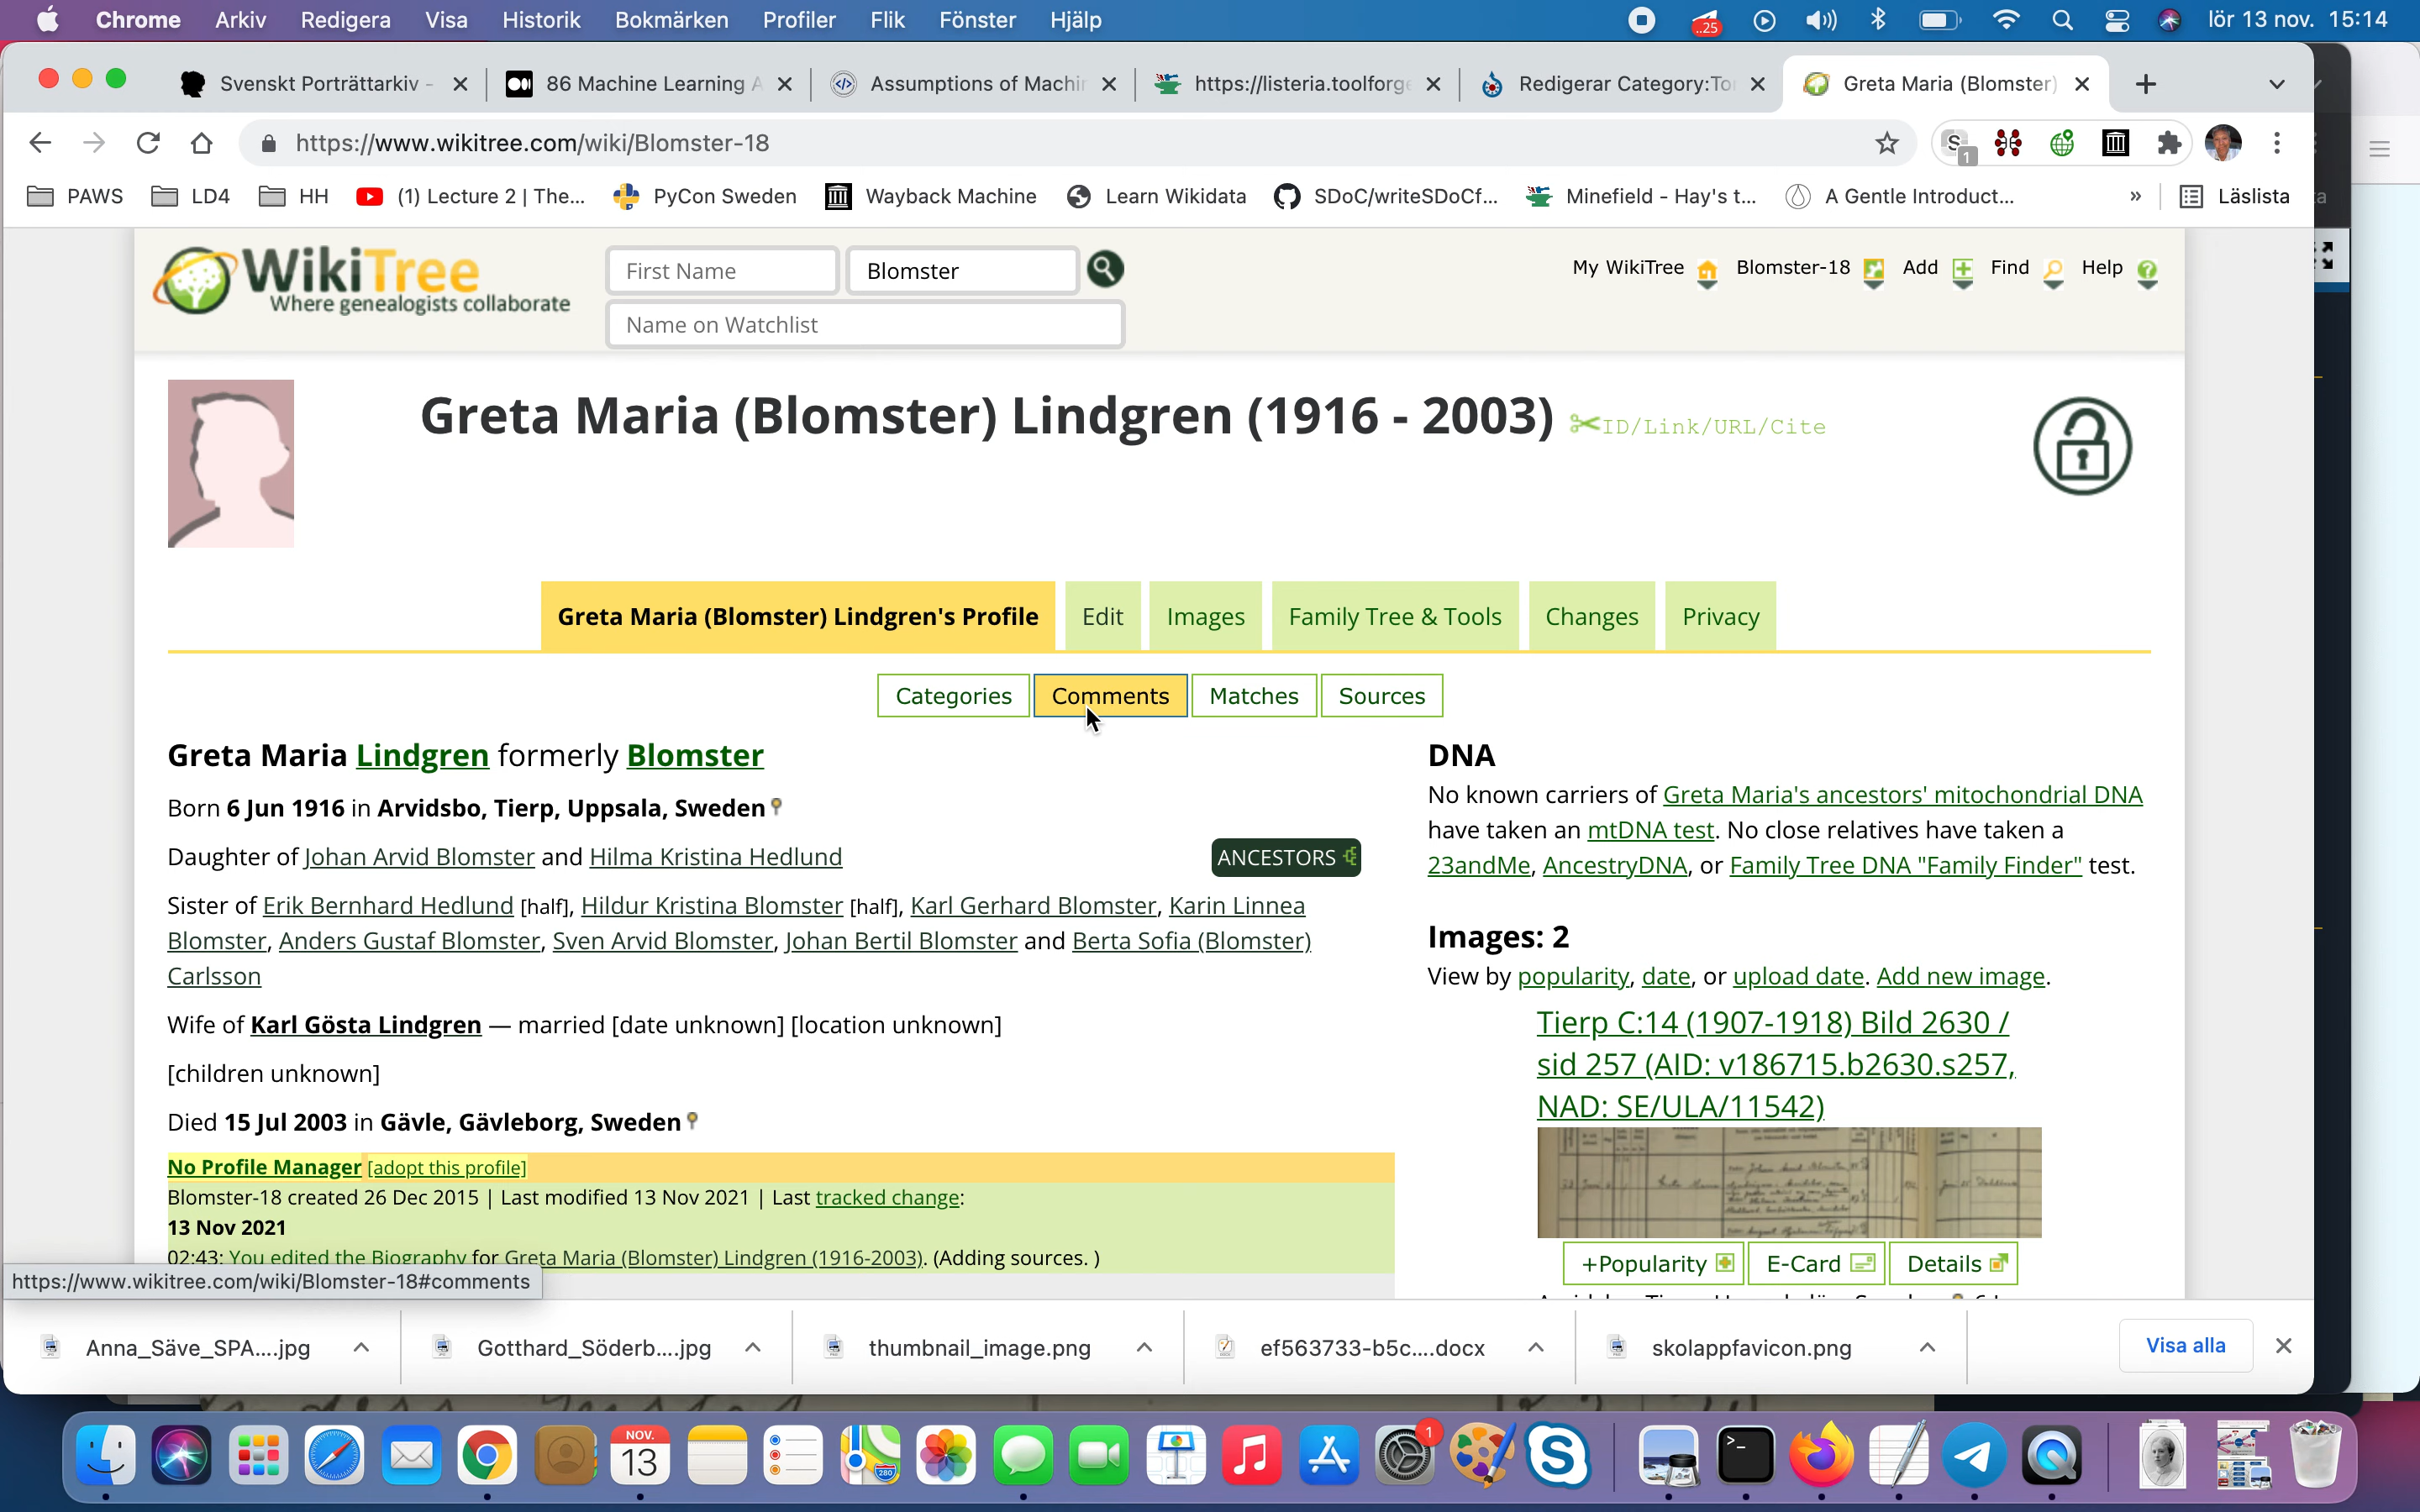 Chrome Arkiv Redigera Visa Historik Bokmärken Profiler Flik Fönster Hjälp ..25 lör 13 nov. 15:14
Svenskt Porträttarkiv - 86 Machine Learning A Assumptions of Machin https://listeria.toolforge Redigerar Category:Tor Greta Maria (Blomster)
https://www.wikitree.com/wiki/Blomster-18 S 1
PAWS LD4 HH (1) Lecture 2 | The... PyCon Sweden Wayback Machine Learn Wikidata SDoC/writeSDoCf... Minefield - Hay's t... A Gentle Introduct... » Läslista
WikiTree
Where genealogists collaborate
First Name Blomster
Name on Watchlist
My WikiTree Blomster-18 Add Find Help
Greta Maria (Blomster) Lindgren (1916 - 2003) ID/Link/URL/Cite
Greta Maria (Blomster) Lindgren's Profile Edit Images Family Tree & Tools Changes Privacy
Categories Comments Matches Sources
Greta Maria Lindgren formerly Blomster
Born 6 Jun 1916 in Arvidsbo, Tierp, Uppsala, Sweden
Daughter of Johan Arvid Blomster and Hilma Kristina Hedlund
ANCESTORS
Sister of Erik Bernhard Hedlund [half], Hildur Kristina Blomster [half], Karl Gerhard Blomster, Karin Linnea
Blomster, Anders Gustaf Blomster, Sven Arvid Blomster, Johan Bertil Blomster and Berta Sofia (Blomster)
Carlsson
Wife of Karl Gösta Lindgren — married [date unknown] [location unknown]
[children unknown]
Died 15 Jul 2003 in Gävle, Gävleborg, Sweden
No Profile Manager [adopt this profile]
Blomster-18 created 26 Dec 2015 | Last modified 13 Nov 2021 | Last tracked change:
13 Nov 2021
02:43: You edited the Biography for Greta Maria (Blomster) Lindgren (1916-2003). (Adding sources. )
DNA
No known carriers of Greta Maria's ancestors' mitochondrial DNA
have taken an mtDNA test. No close relatives have taken a
23andMe, AncestryDNA, or Family Tree DNA "Family Finder" test.
Images: 2
View by popularity, date, or upload date. Add new image.
Tierp C:14 (1907-1918) Bild 2630 /
sid 257 (AID: v186715.b2630.s257,
NAD: SE/ULA/11542)
+Popularity E-Card Details
https://www.wikitree.com/wiki/Blomster-18#comments
Anna_Säve_SPA....jpg Gotthard_Söderb....jpg thumbnail_image.png ef563733-b5c....docx skolappfavicon.png Visa alla
NOV.
13
280
1